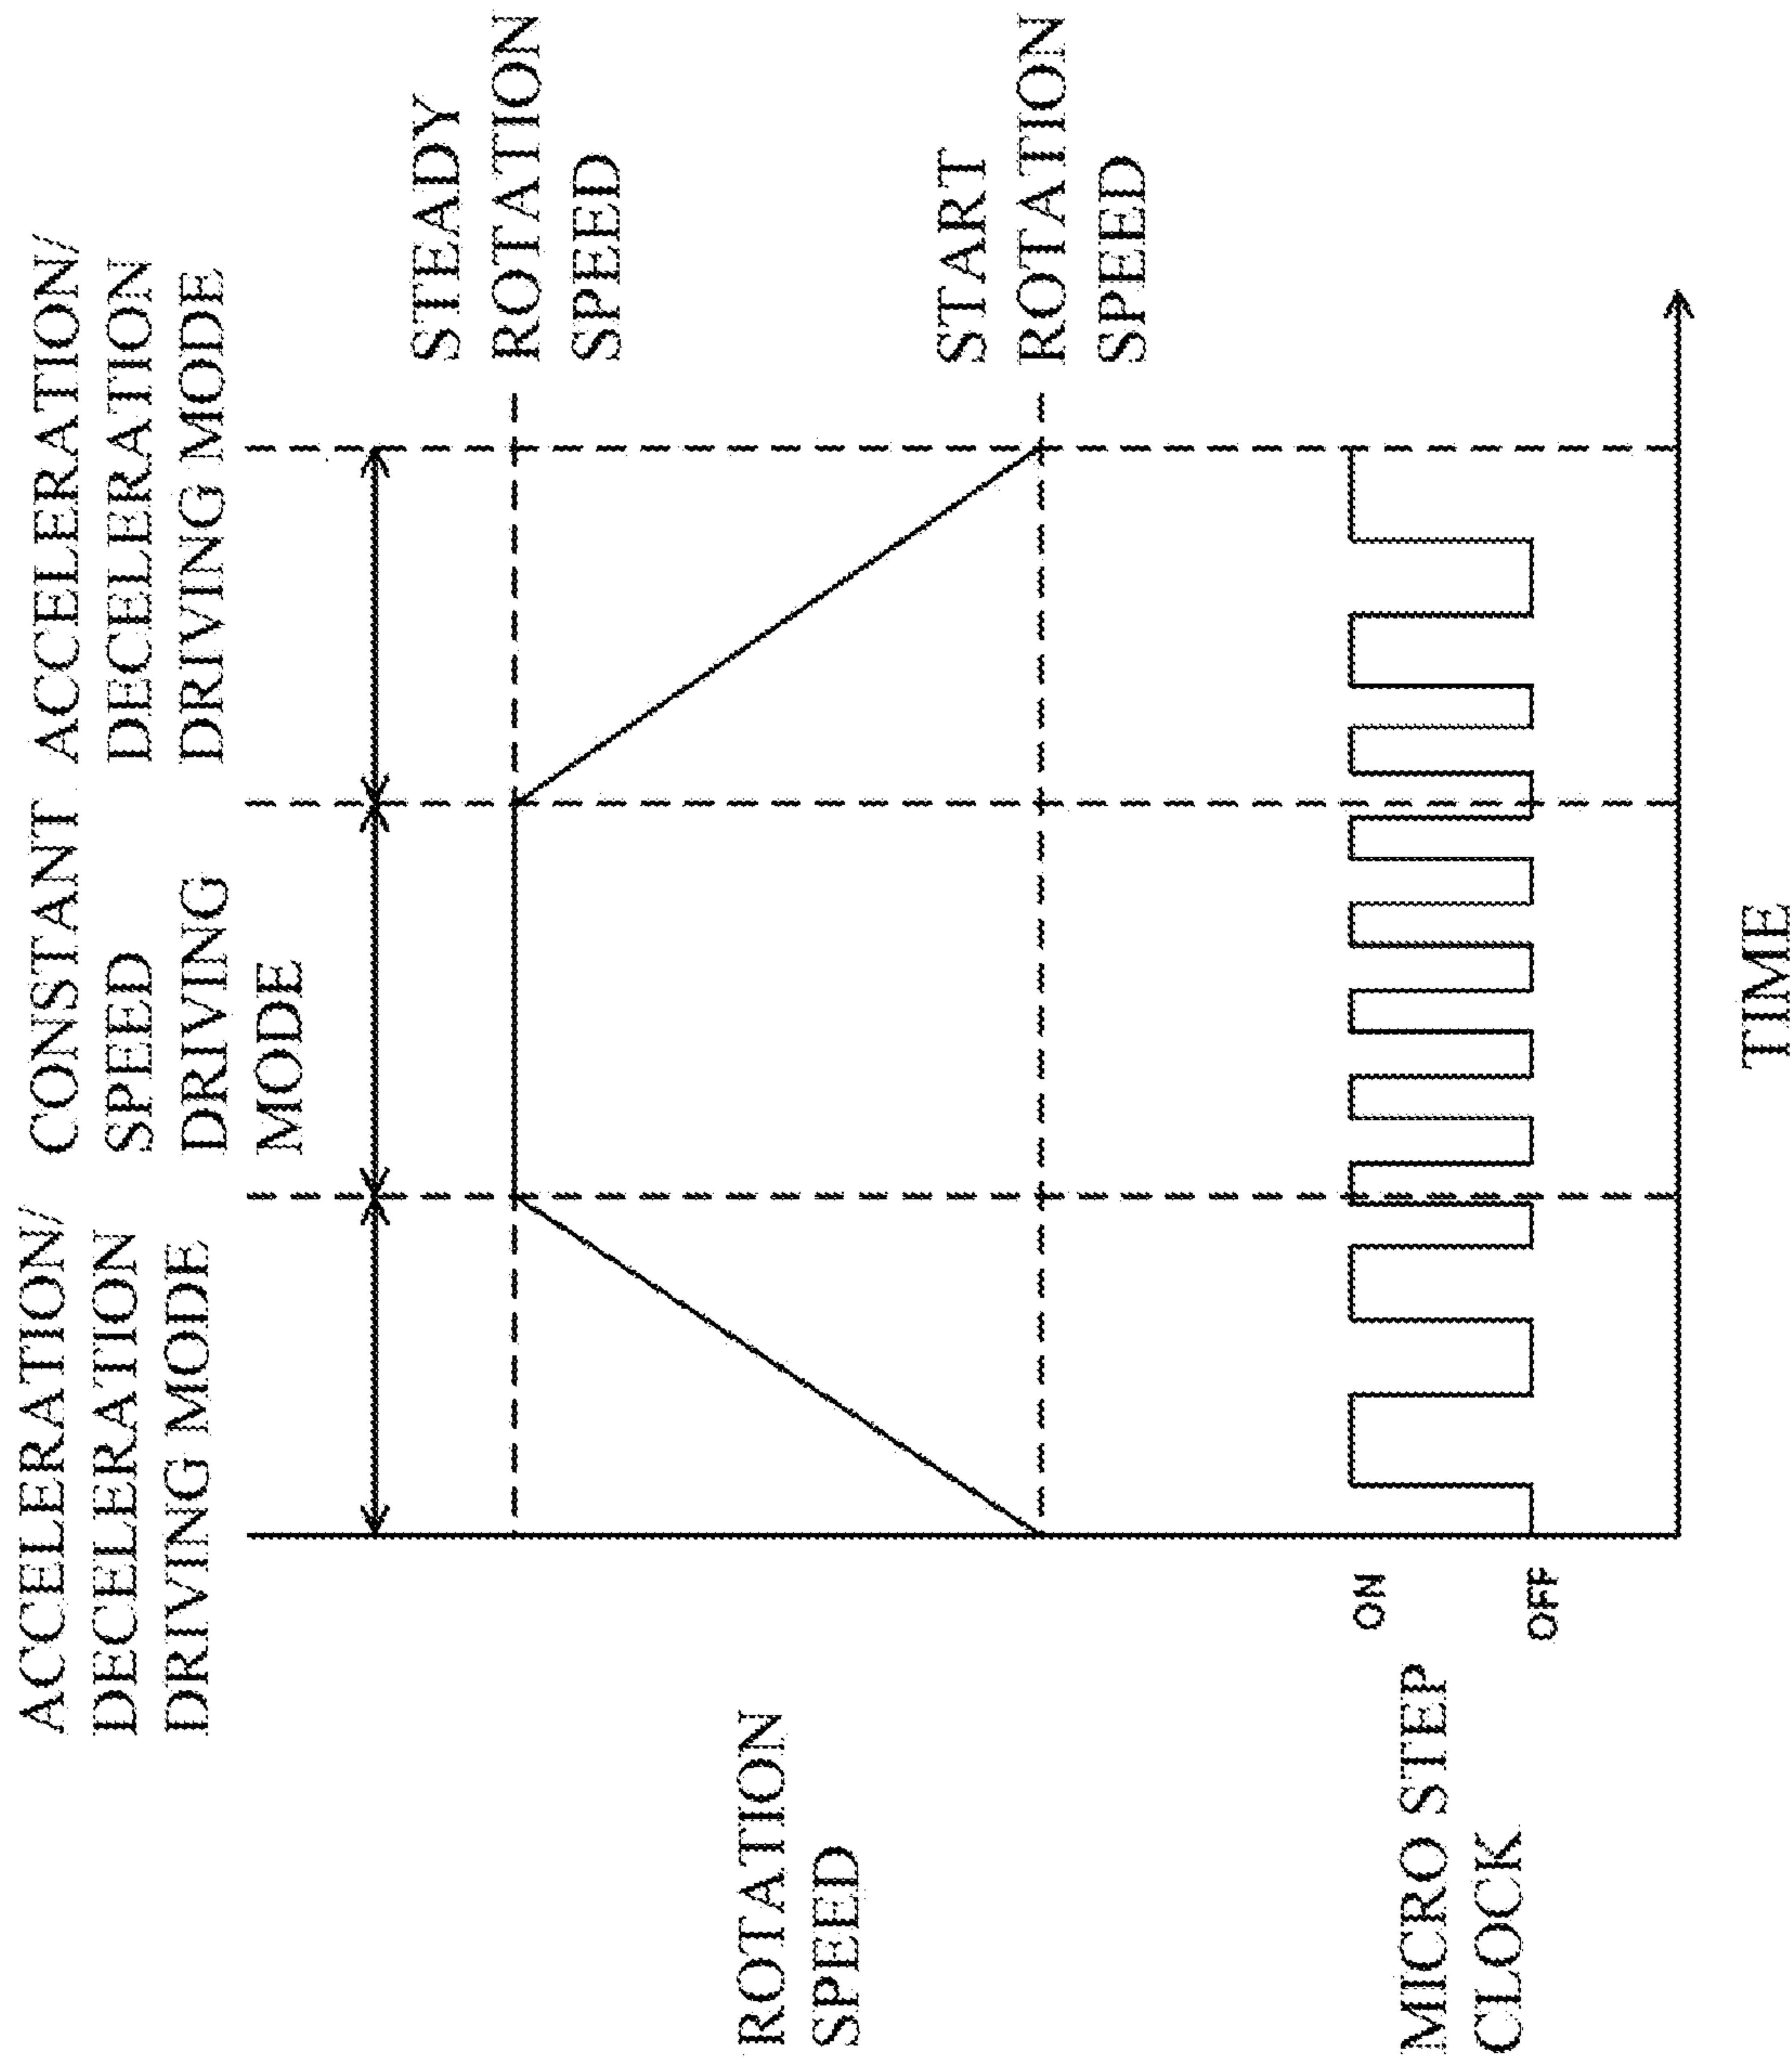 ACCELERATION/
DECELERATION
DRIVING MODE
CONSTANT
SPEED
DRIVING
MODE
ACCELERATION/
DECELERATION
DRIVING MODE
STEADY
ROTATION
SPEED
ROTATION
SPEED
START
ROTATION
SPEED
MICRO STEP
CLOCK
ON
OFF
TIME